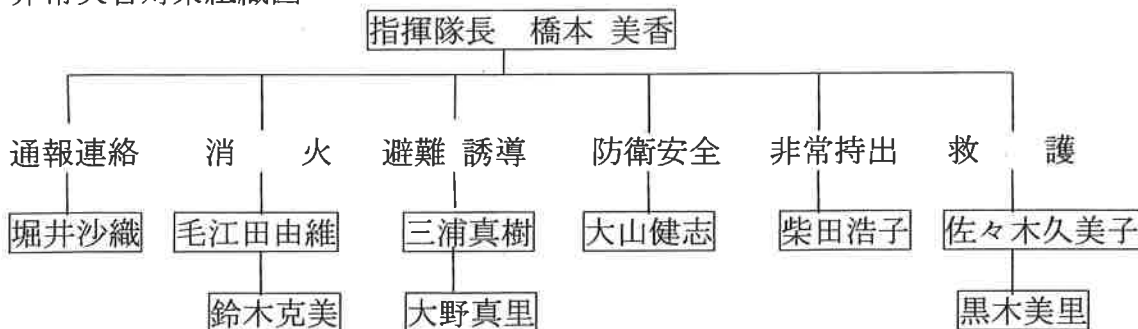 指揮隊長 橋本 美香
通報連絡 消 火 避難 誘導 防衛安全 非常持出 救 護
堀井沙織 毛江田由維 三浦真樹 大山健志 柴田浩子 佐々木久美子
鈴木克美 大野真里 黒木美里